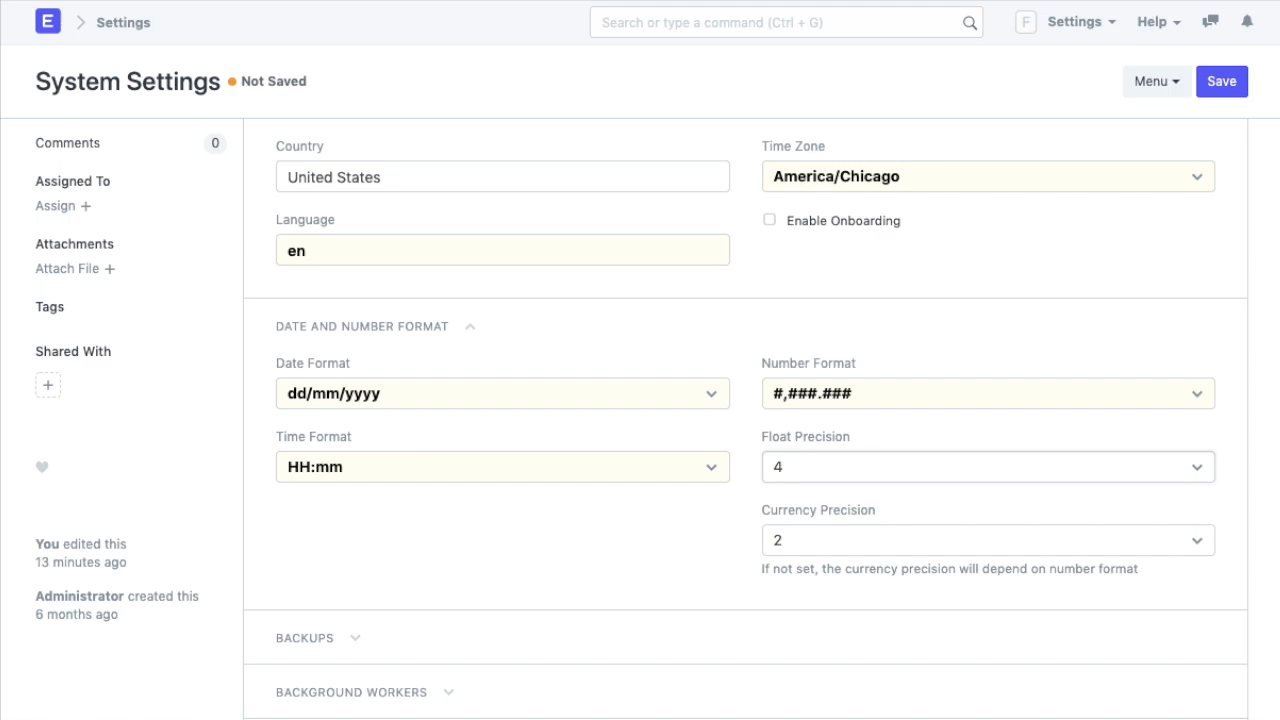 E
Settings
Search or type a command (Ctrl + G)
F
Settings
Help
System Settings
Not Saved
Menu
Save
Comments
0
Assigned To
Assign +
Attachments
Attach File +
Tags
Shared With
+
You edited this
13 minutes ago
Administrator created this
6 months ago
Country
United States
Time Zone
America/Chicago
Language
en
Enable Onboarding
DATE AND NUMBER FORMAT
Date Format
dd/mm/yyyy
Number Format
#,###.###
Time Format
HH:mm
Float Precision
4
Currency Precision
2
If not set, the currency precision will depend on number format
BACKUPS
BACKGROUND WORKERS